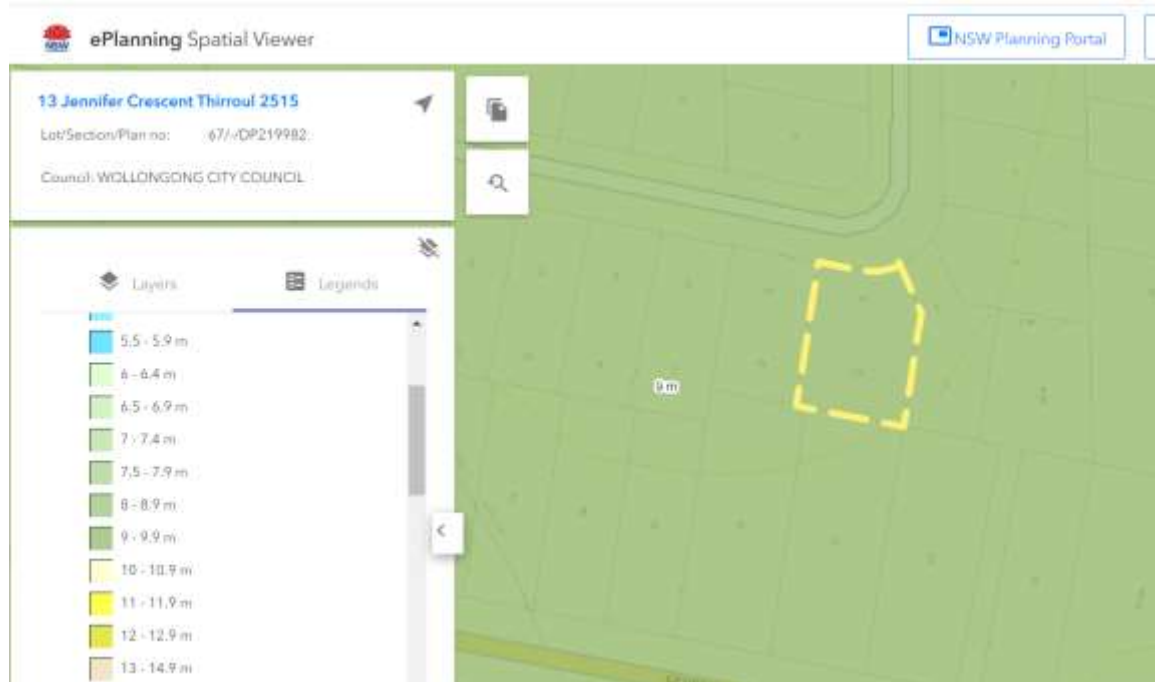 NSW
ePlanning Spatial Viewer
NSW Planning Portal
13 Jennifer Crescent Thirroul 2515
Lot/Section/Plan no: 67/-/DP219982
Council: WOLLONGONG CITY COUNCIL
Layers
Legends
5.5 - 5.9 m
6 - 6.4 m
6.5 - 6.9 m
7 - 7.4 m
7.5 - 7.9 m
8 - 8.9 m
9 - 9.9 m
10 - 10.9 m
11 - 11.9 m
12 - 12.9 m
13 - 14.9 m
9 m